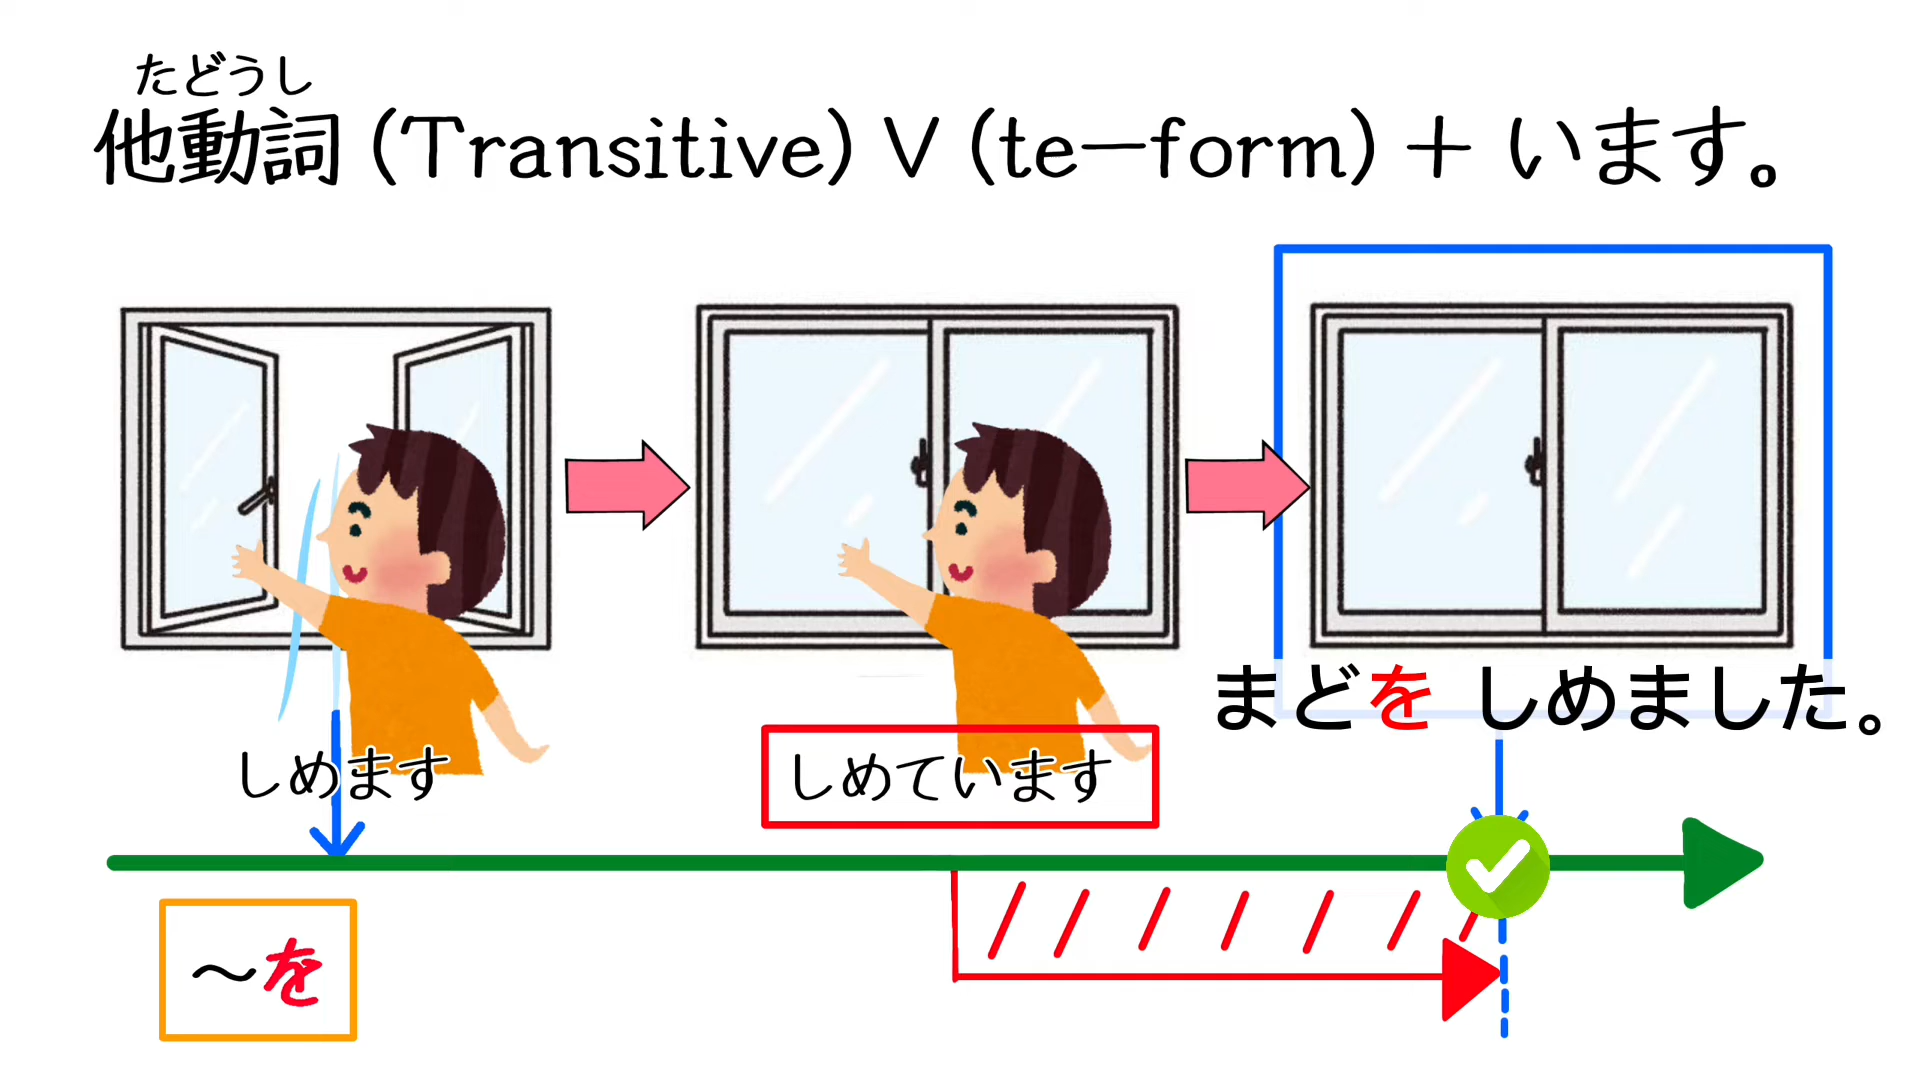 たどうし
他動詞 (Transitive) V (te-form) + います。
まどを しめました。
しめます
しめています
～を